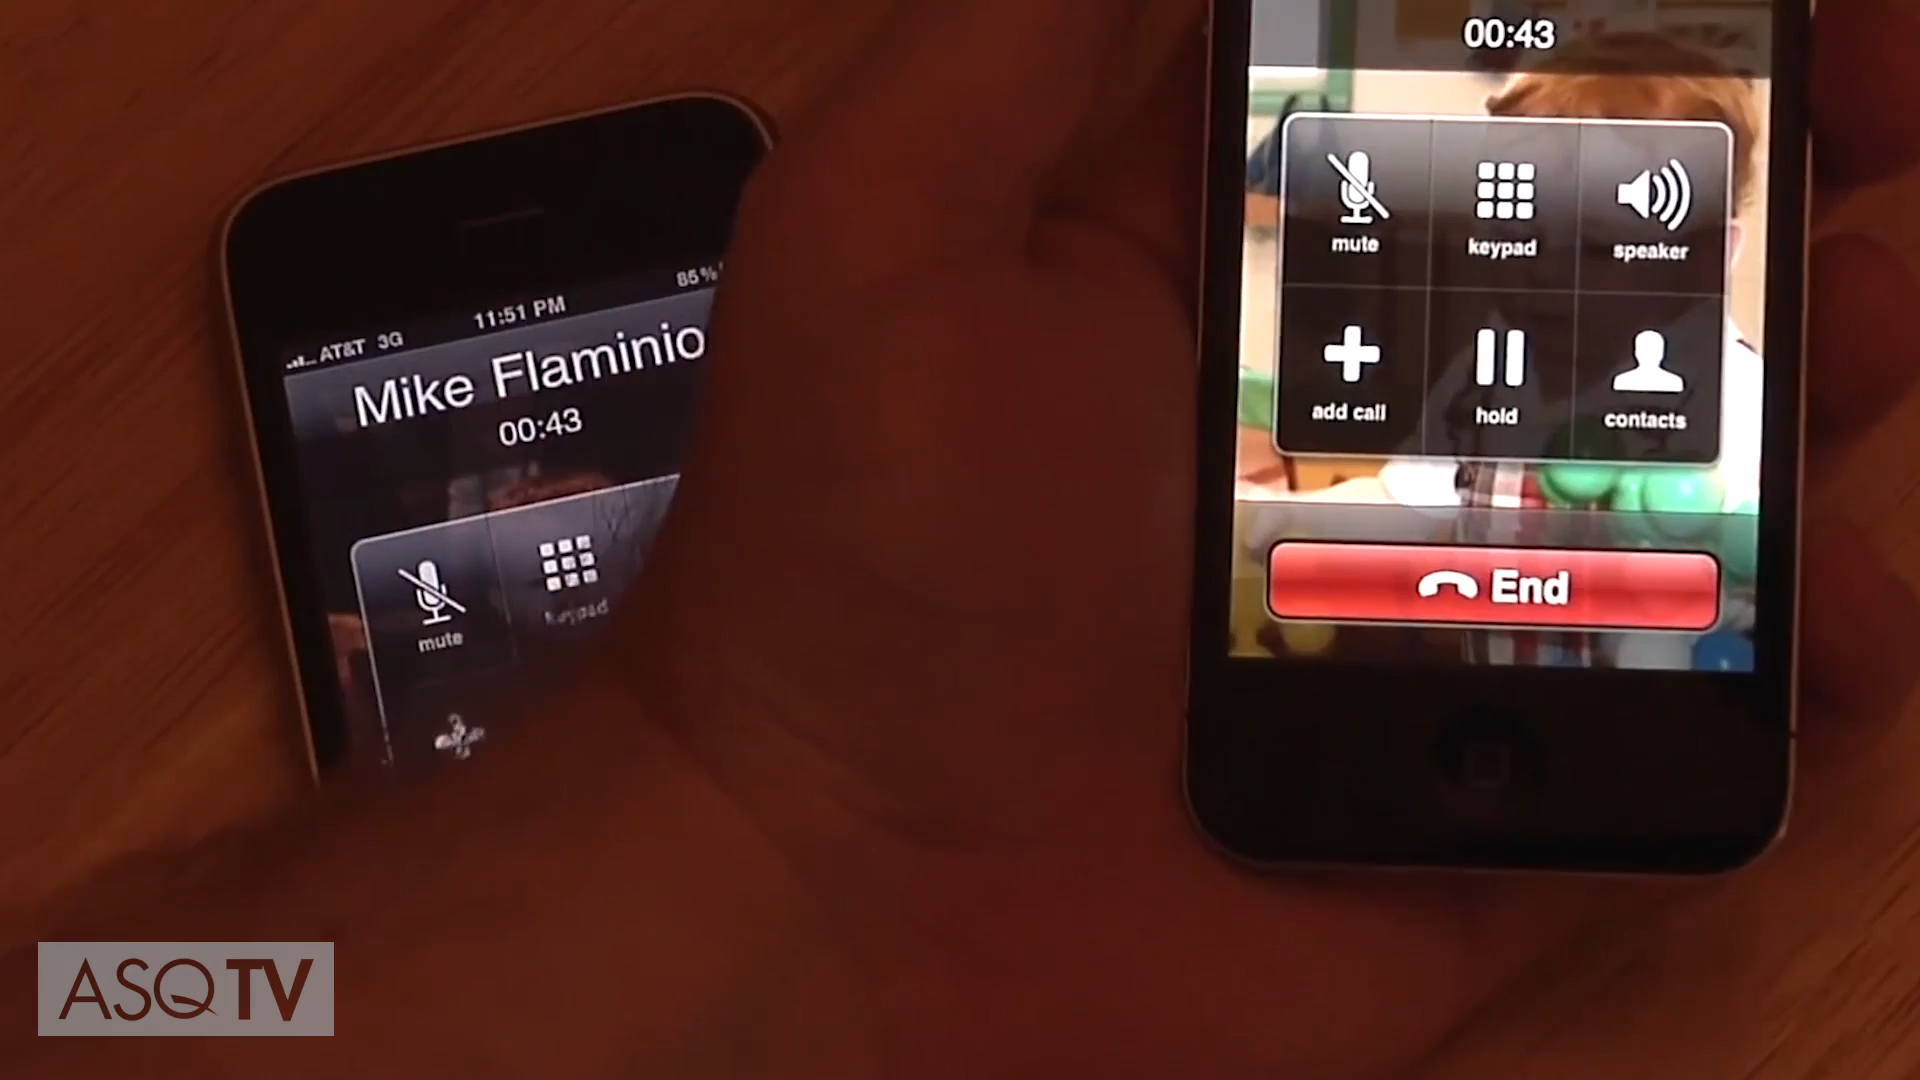 AT&T 3G 11:51 PM 85%
Mike Flaminio
00:43
mute keypad
00:43
mute keypad speaker
add call hold contacts
End
ASQTV